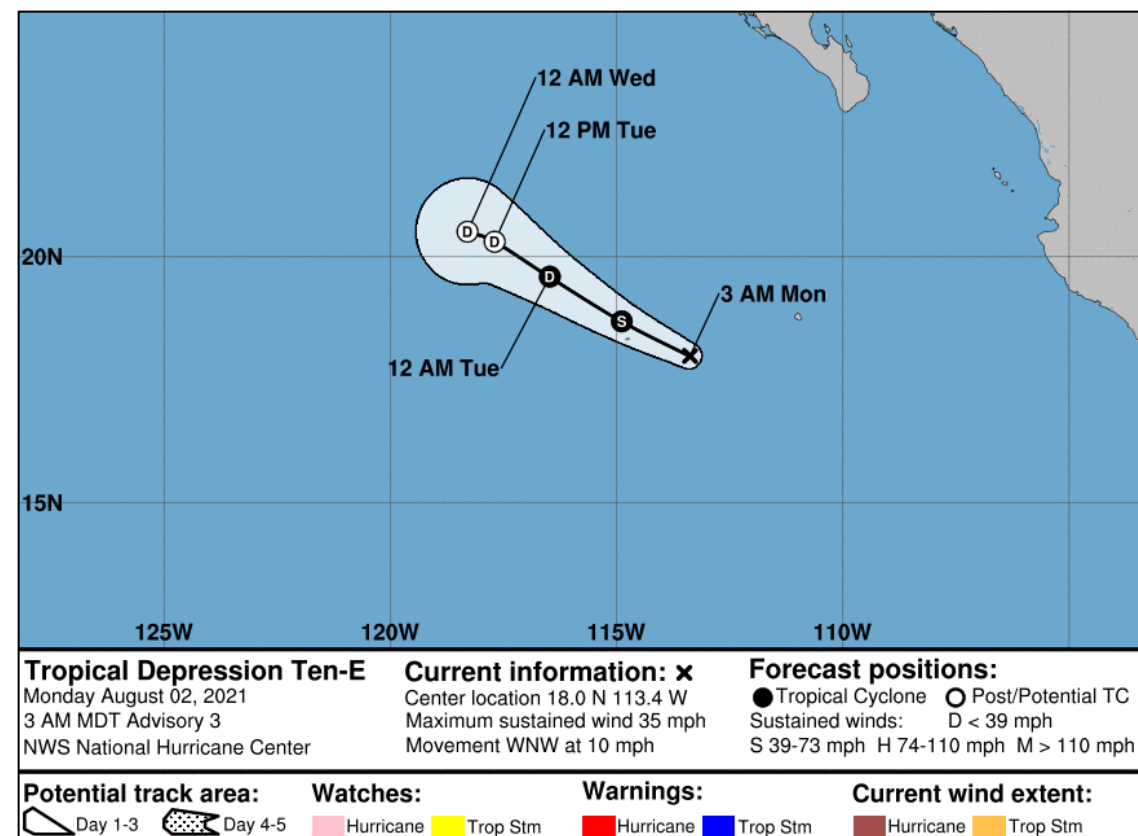 12 AM Wed
12 PM Tue
D
D
20N
D
3 AM Mon
S
12 AM Tue
15N
125W 120W 115W 110W
Tropical Depression Ten-E
Monday August 02, 2021
3 AM MDT Advisory 3
NWS National Hurricane Center
Current information: ×
Center location 18.0 N 113.4 W
Maximum sustained wind 35 mph
Movement WNW at 10 mph
Forecast positions:
Tropical Cyclone Post/Potential TC
Sustained winds: D < 39 mph
S 39-73 mph H 74-110 mph M > 110 mph
Potential track area:
Day 1-3 Day 4-5
Watches:
Hurricane Trop Stm
Warnings:
Hurricane Trop Stm
Current wind extent:
Hurricane Trop Stm